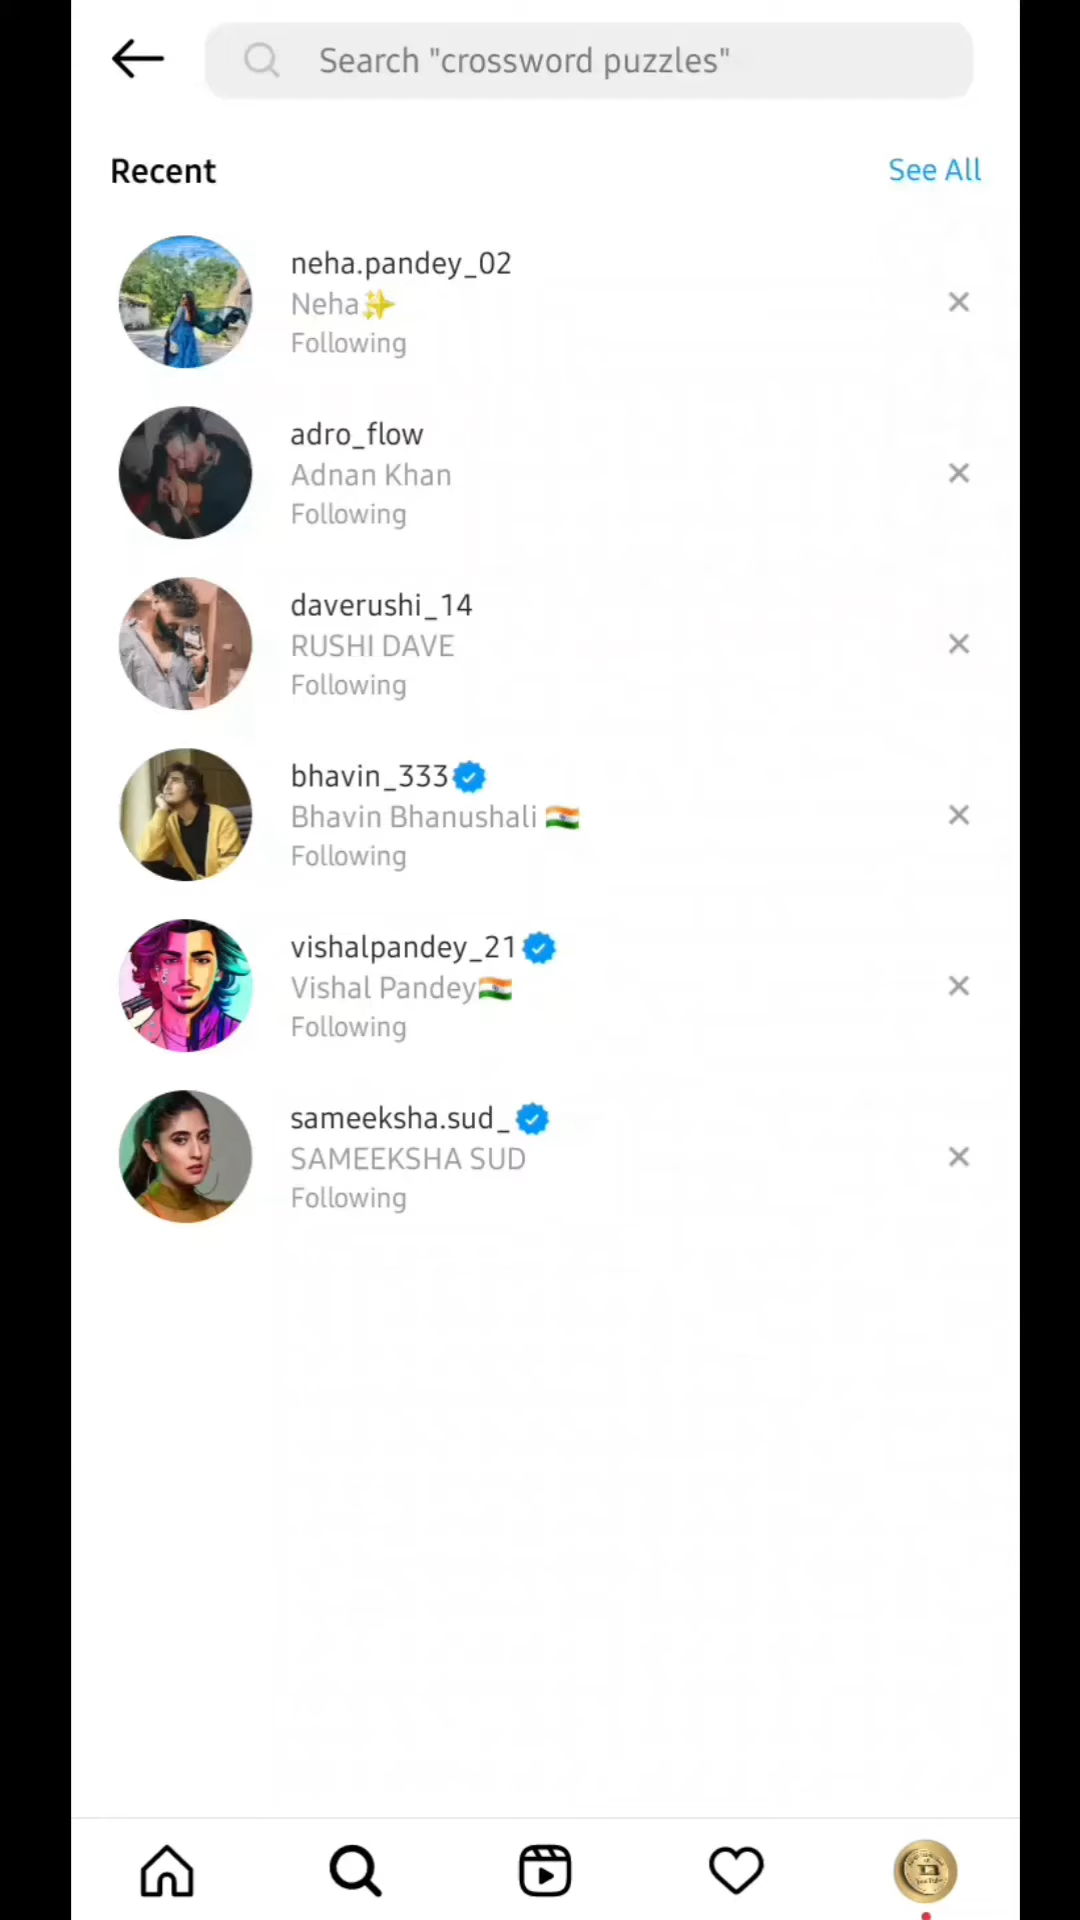 Search "crossword puzzles"
Recent
See All
neha.pandey_02
Neha✨
Following
adro_flow
Adnan Khan
Following
daverushi_14
RUSHI DAVE
Following
bhavin_333
Bhavin Bhanushali 🇮🇳
Following
vishalpandey_21
Vishal Pandey🇮🇳
Following
sameeksha.sud_
SAMEEKSHA SUD
Following